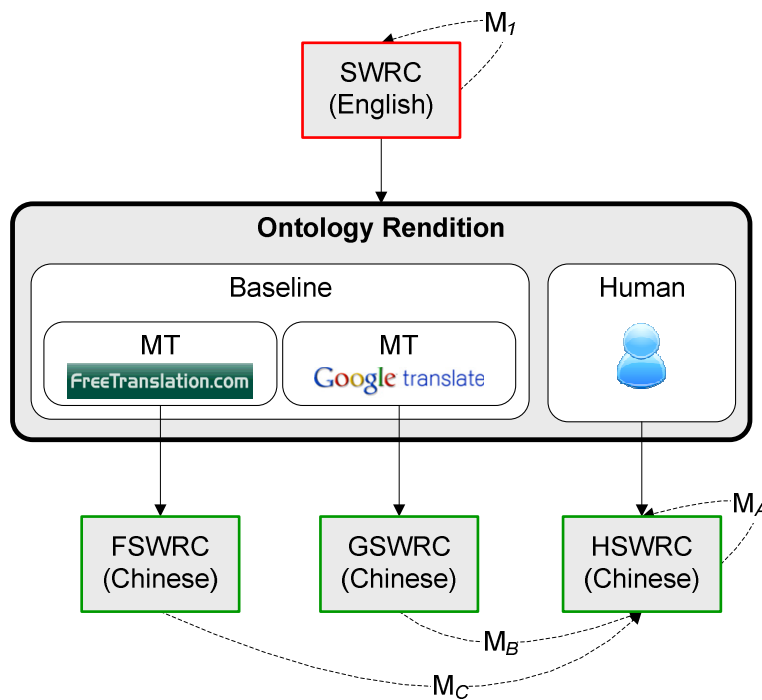 M1
SWRC
(English)
Ontology Rendition
Baseline
Human
MT
MT
FreeTranslation.com
Google translate
MA
FSWRC
(Chinese)
GSWRC
(Chinese)
HSWRC
(Chinese)
MB
MC